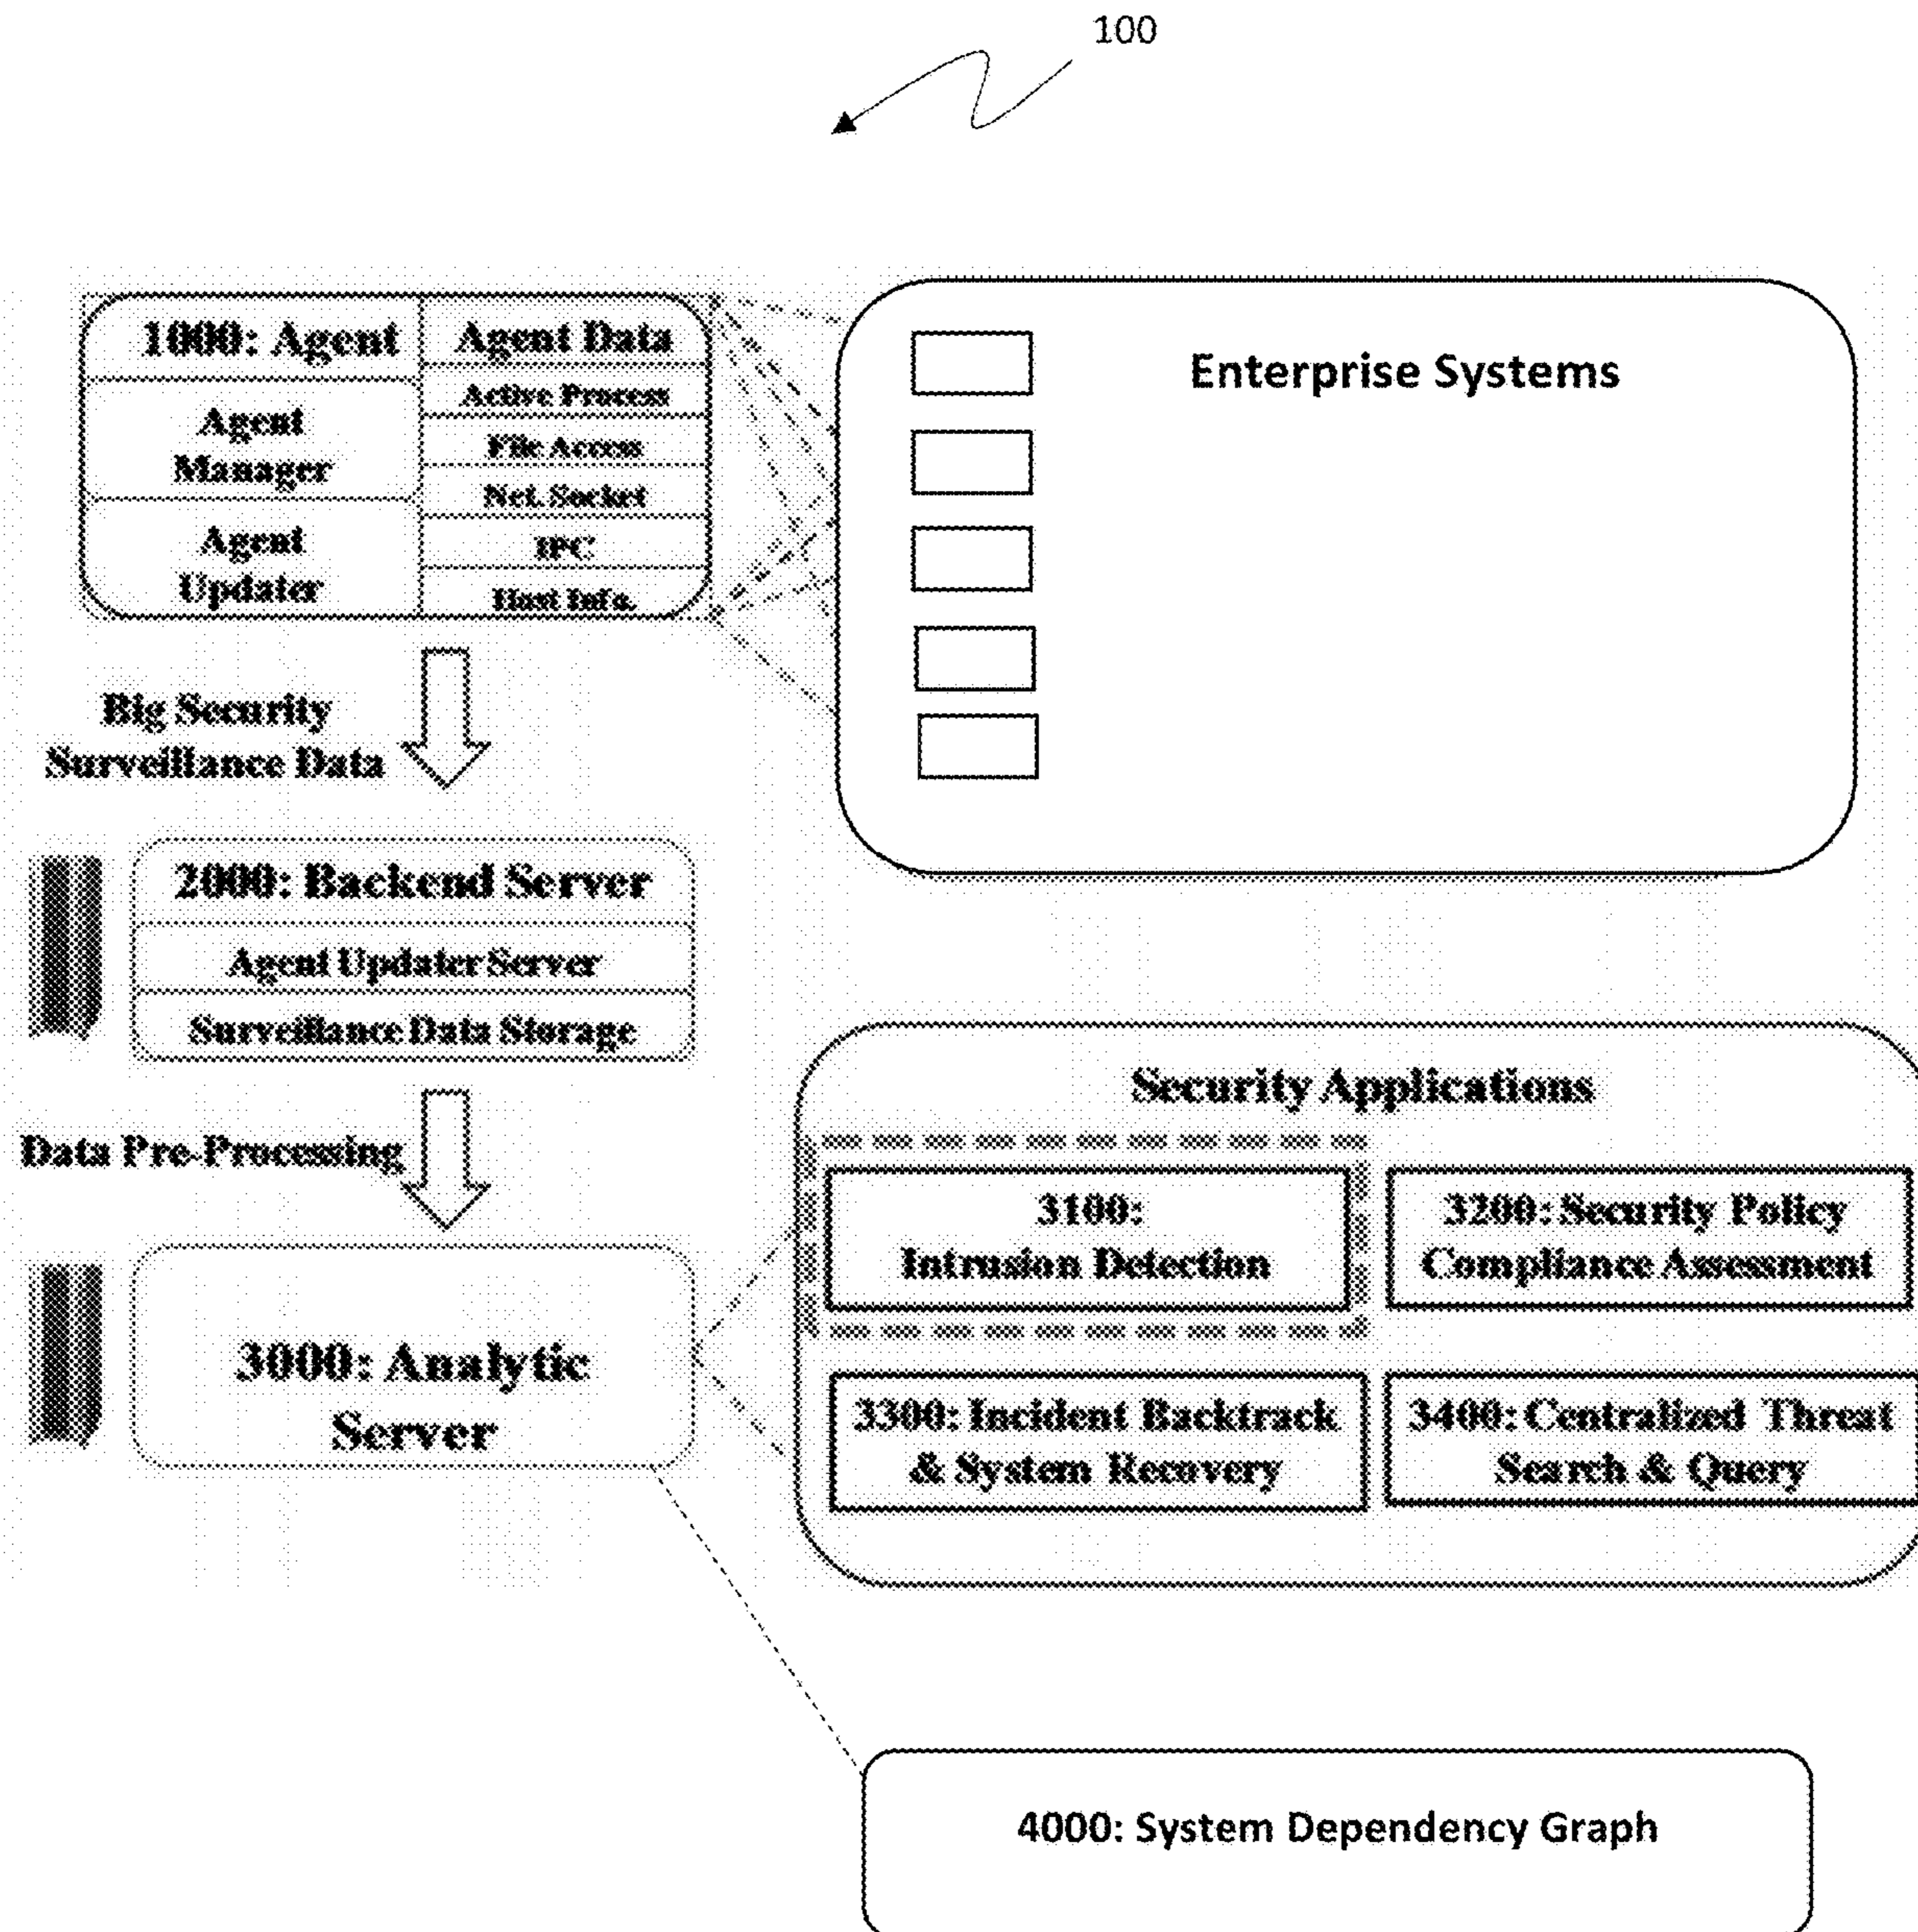 100
1000: Agent
Agent
Manager
Agent
Updater
Agent Data
Active Process
File Access
Net. Socket
IPC
Host Info.
Enterprise Systems
Big Security
Surveillance Data
2000: Backend Server
Agent Updater Server
Surveillance Data Storage
Data Pre-Processing
3000: Analytic
Server
Security Applications
3100:
Intrusion Detection
3200: Security Policy
Compliance Assessment
3300: Incident Backtrack
& System Recovery
3400: Centralized Threat
Search & Query
4000: System Dependency Graph